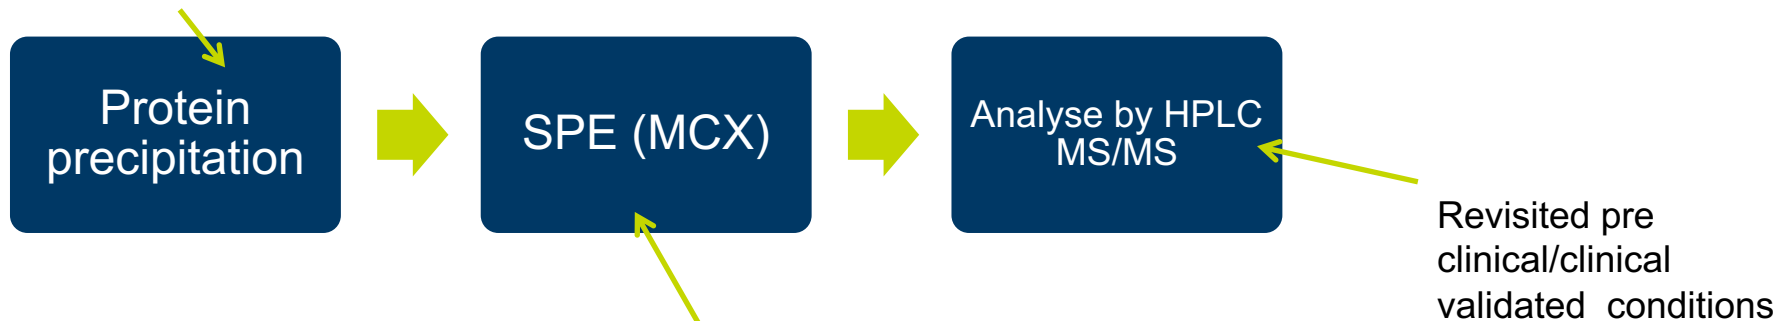 Protein
precipitation
SPE (MCX)
Analyse by HPLC
MS/MS
Revisited pre
clinical/clinical
validated conditions